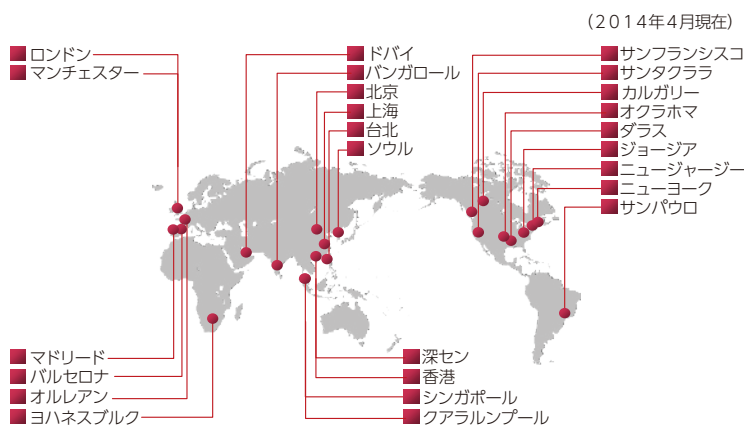 （2014年4月現在）
ロンドン
マンチェスター
ドバイ
バンガロール
北京
上海
台北
ソウル
サンフランシスコ
サンタクララ
カルガリー
オクラホマ
ダラス
ジョージア
ニュージャージー
ニューヨーク
サンパウロ
マドリード
バルセロナ
オルレアン
ヨハネスブルク
深セン
香港
シンガポール
クアラルンプール